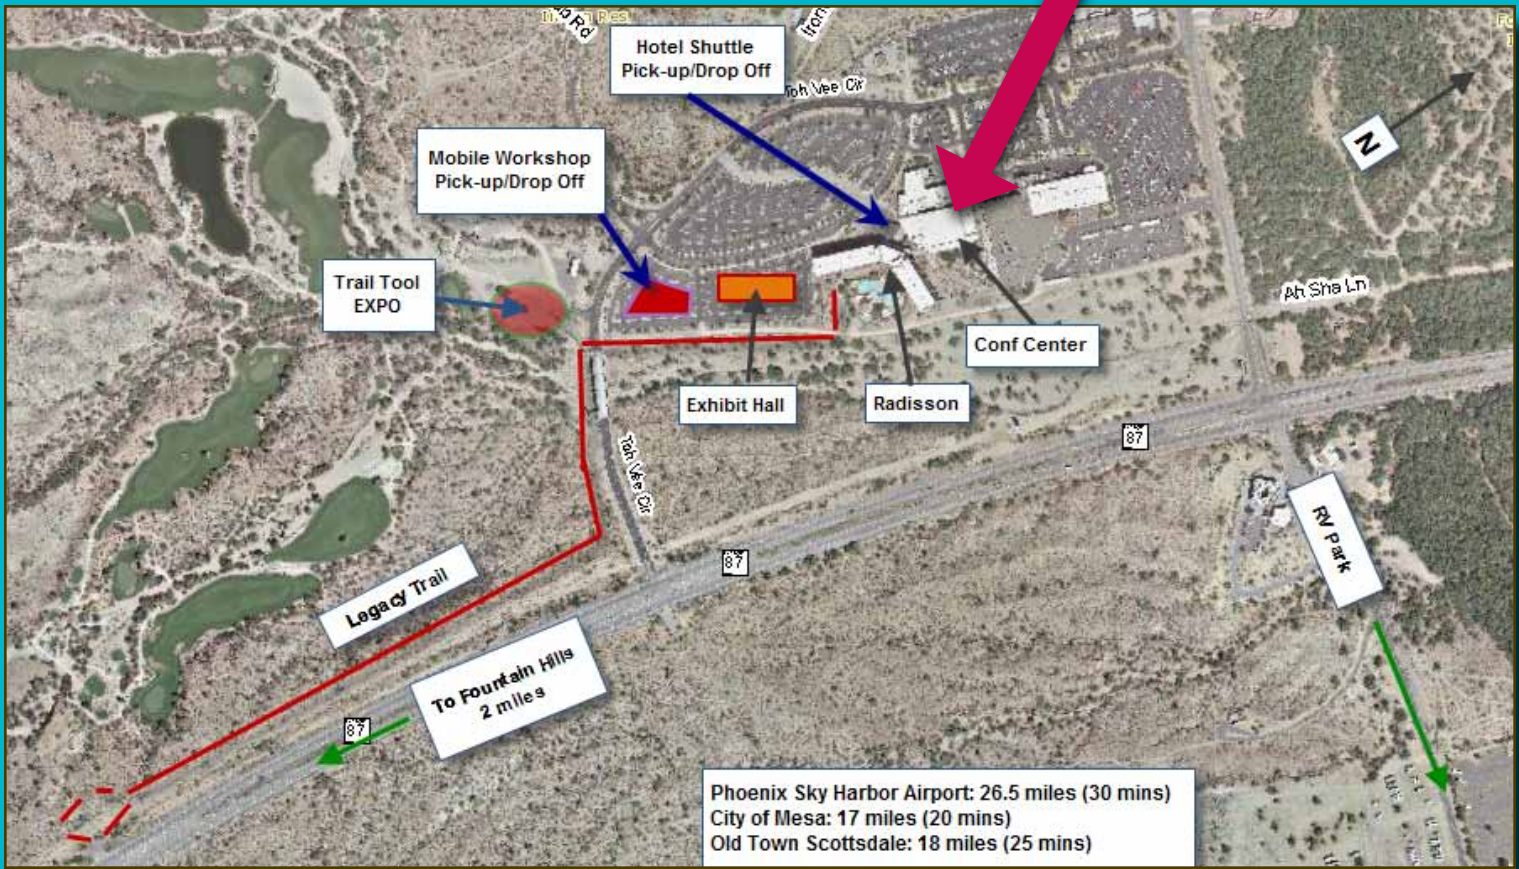 Hotel Shuttle
Pick-up/Drop Off
Toh Vee Cir
Mobile Workshop
Pick-up/Drop Off
N
Trail Tool
EXPO
Ah Sha Ln
Conf Center
Exhibit Hall
Radisson
87
Toh Vee Cir
87
RV Park
Legacy Trail
To Fountain Hills
2 miles
87
Phoenix Sky Harbor Airport: 26.5 miles (30 mins)
City of Mesa: 17 miles (20 mins)
Old Town Scottsdale: 18 miles (25 mins)